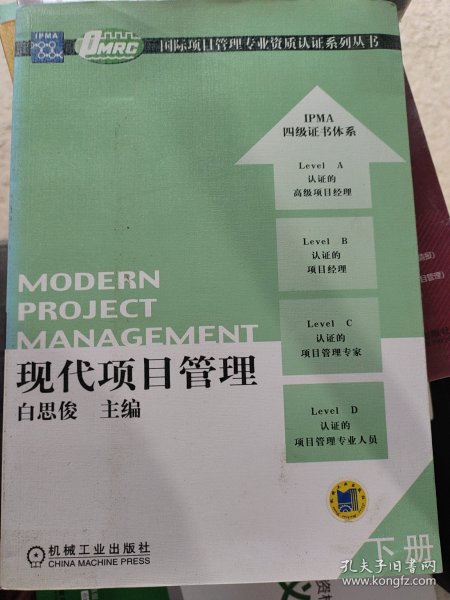 IPMA
PMRC
国际项目管理专业资质认证系列丛书
IPMA
四级证书体系
Level A
认证的
高级项目经理
Level B
认证的
项目经理
Level C
认证的
项目管理专家
Level D
认证的
项目管理专业人员
MODERN
PROJECT
MANAGEMENT
现代项目管理
白思俊 主编
机械工业出版社
CHINA MACHINE PRESS
下册
孔夫子旧书网
www.kongfz.com